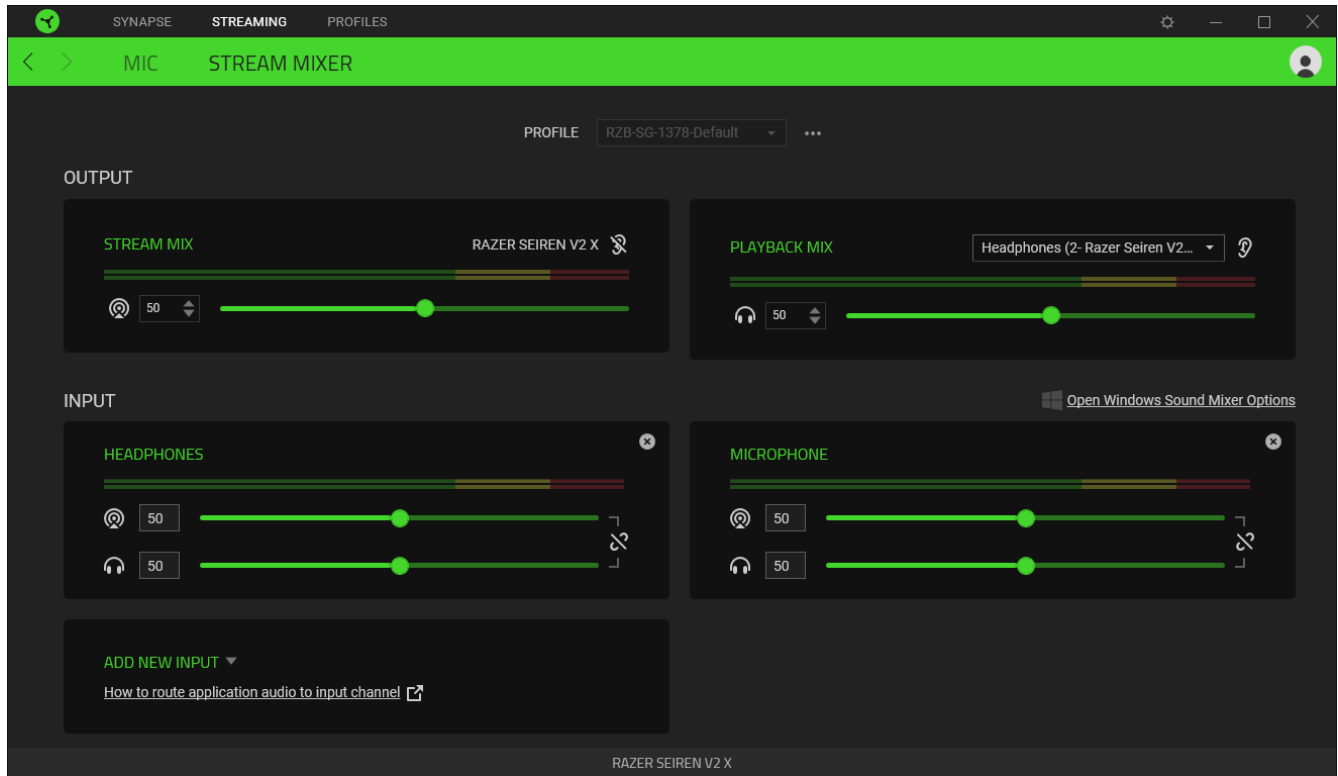 SYNAPSE STREAMING PROFILES
MIC STREAM MIXER
PROFILE RZB-SG-1378-Default
OUTPUT
STREAM MIX RAZER SEIREN V2 X
50
PLAYBACK MIX Headphones (2- Razer Seiren V2...
50
INPUT Open Windows Sound Mixer Options
HEADPHONES
50
50
MICROPHONE
50
50
ADD NEW INPUT
How to route application audio to input channel
RAZER SEIREN V2 X